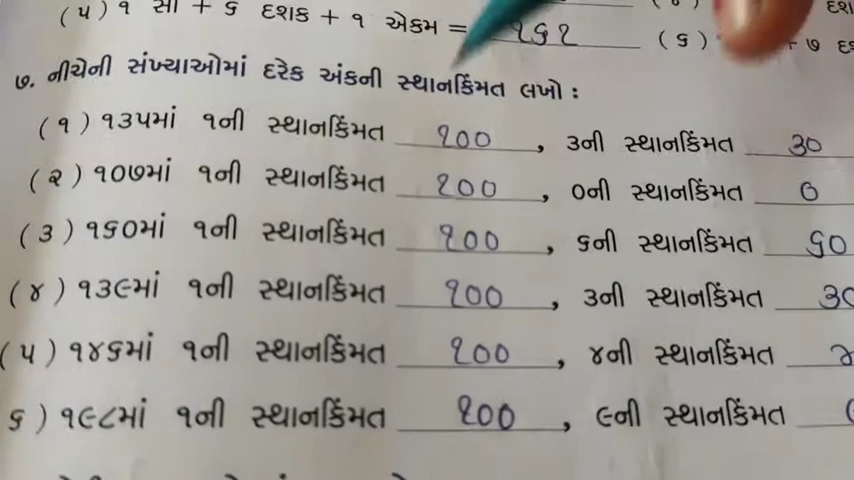 (૫) ૧ સો + ૬ દશક + ૧ એકમ = ૧૬૧ (૬) + ૭
૭. નીચેની સંખ્યાઓમાં દરેક અંકની સ્થાનકિંમત લખો :
(૧) ૧૩૫માં ૧ની સ્થાનકિંમત ૧૦૦, ૩ની સ્થાનકિંમત ૩૦
(૨) ૧૦૭માં ૧ની સ્થાનકિંમત ૧૦૦, ૦ની સ્થાનકિંમત ૦
(૩) ૧૬૦માં ૧ની સ્થાનકિંમત ૧૦૦, ૬ની સ્થાનકિંમત ૬૦
(૪) ૧૩૯માં ૧ની સ્થાનકિંમત ૧૦૦, ૩ની સ્થાનકિંમત ૩૦
(૫) ૧૪૬માં ૧ની સ્થાનકિંમત ૧૦૦, ૪ની સ્થાનકિંમત
૬) ૧૯૮માં ૧ની સ્થાનકિંમત ૧૦૦, ૯ની સ્થાનકિંમત